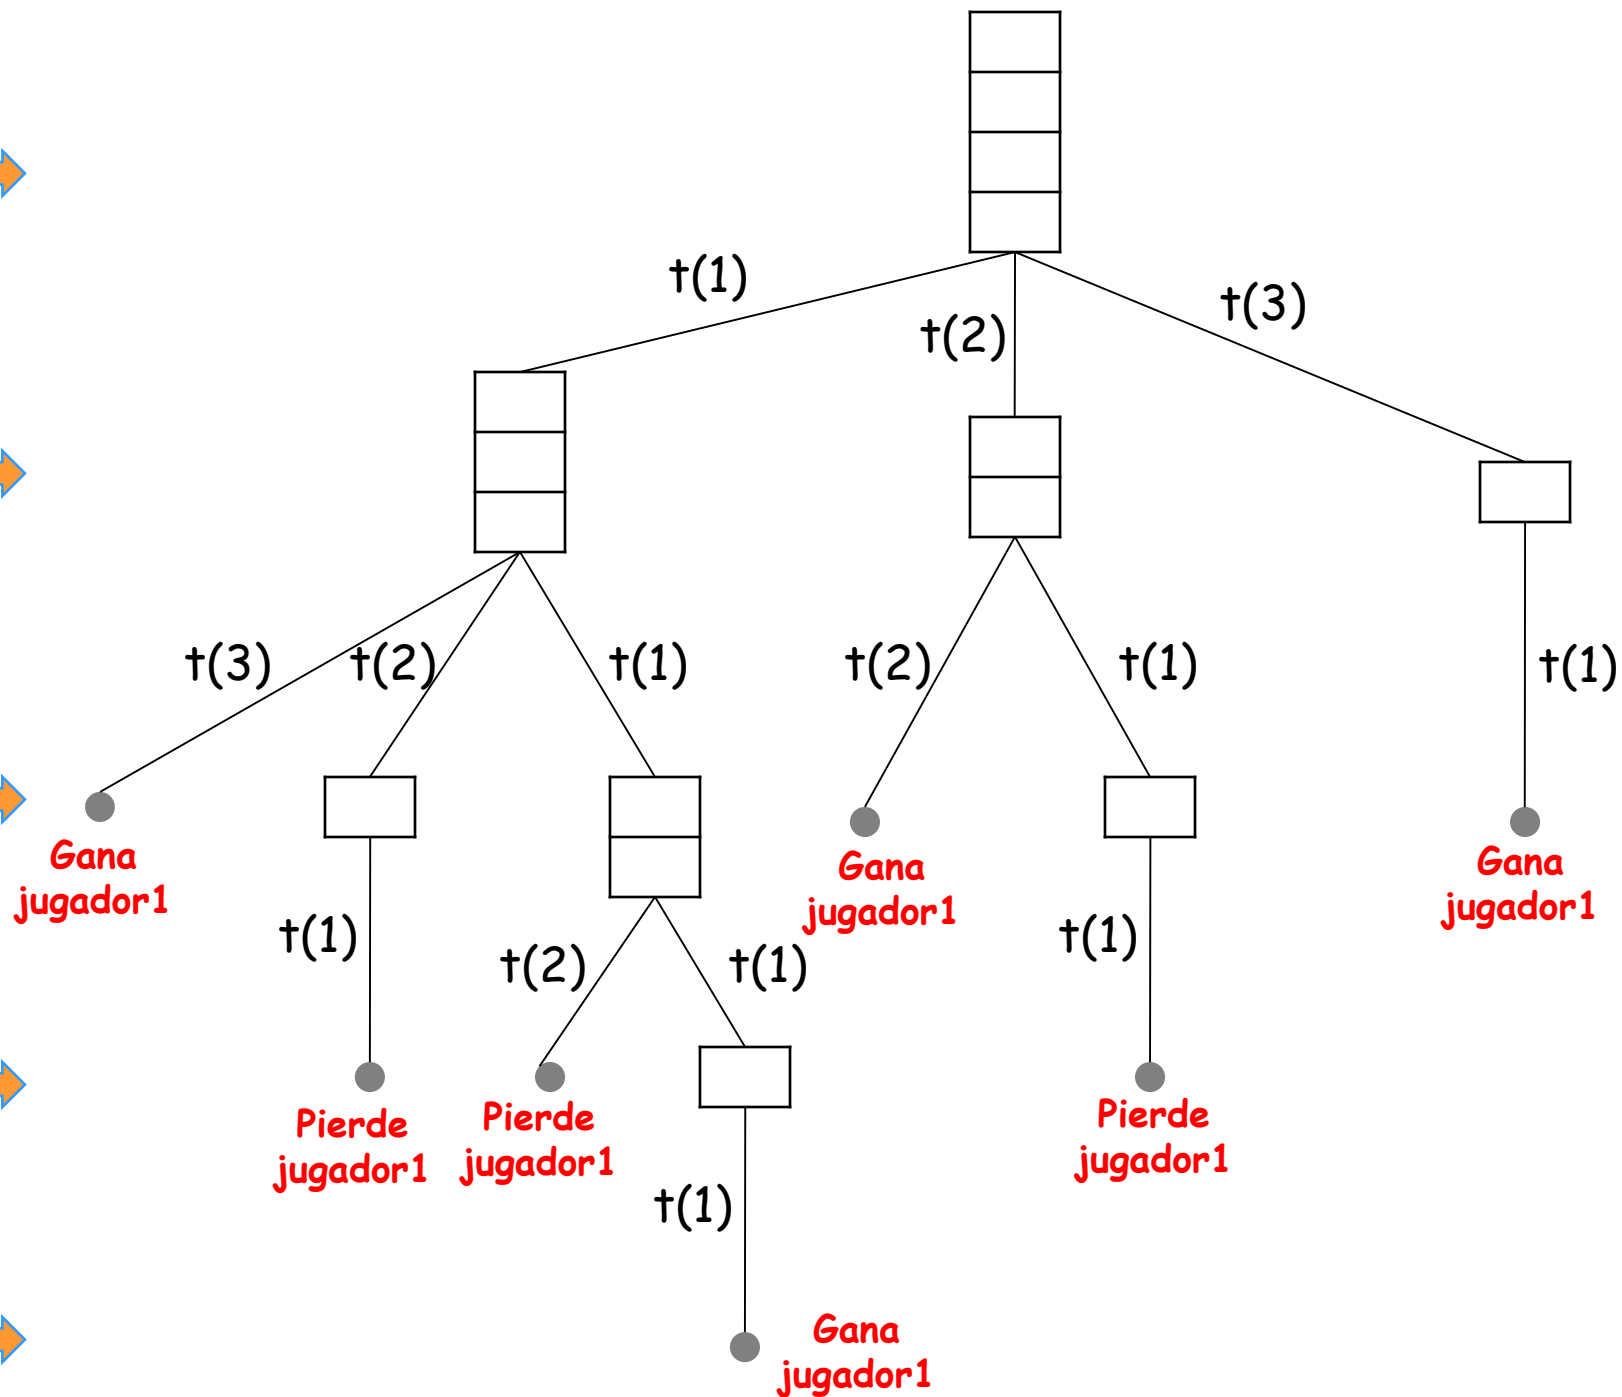 t(1)
t(2)
t(3)
t(3)
t(2)
t(1)
t(2)
t(1)
t(1)
Gana
jugador1
Gana
jugador1
Gana
jugador1
t(1)
t(2)
t(1)
t(1)
Pierde
jugador1
Pierde
jugador1
Pierde
jugador1
t(1)
Gana
jugador1